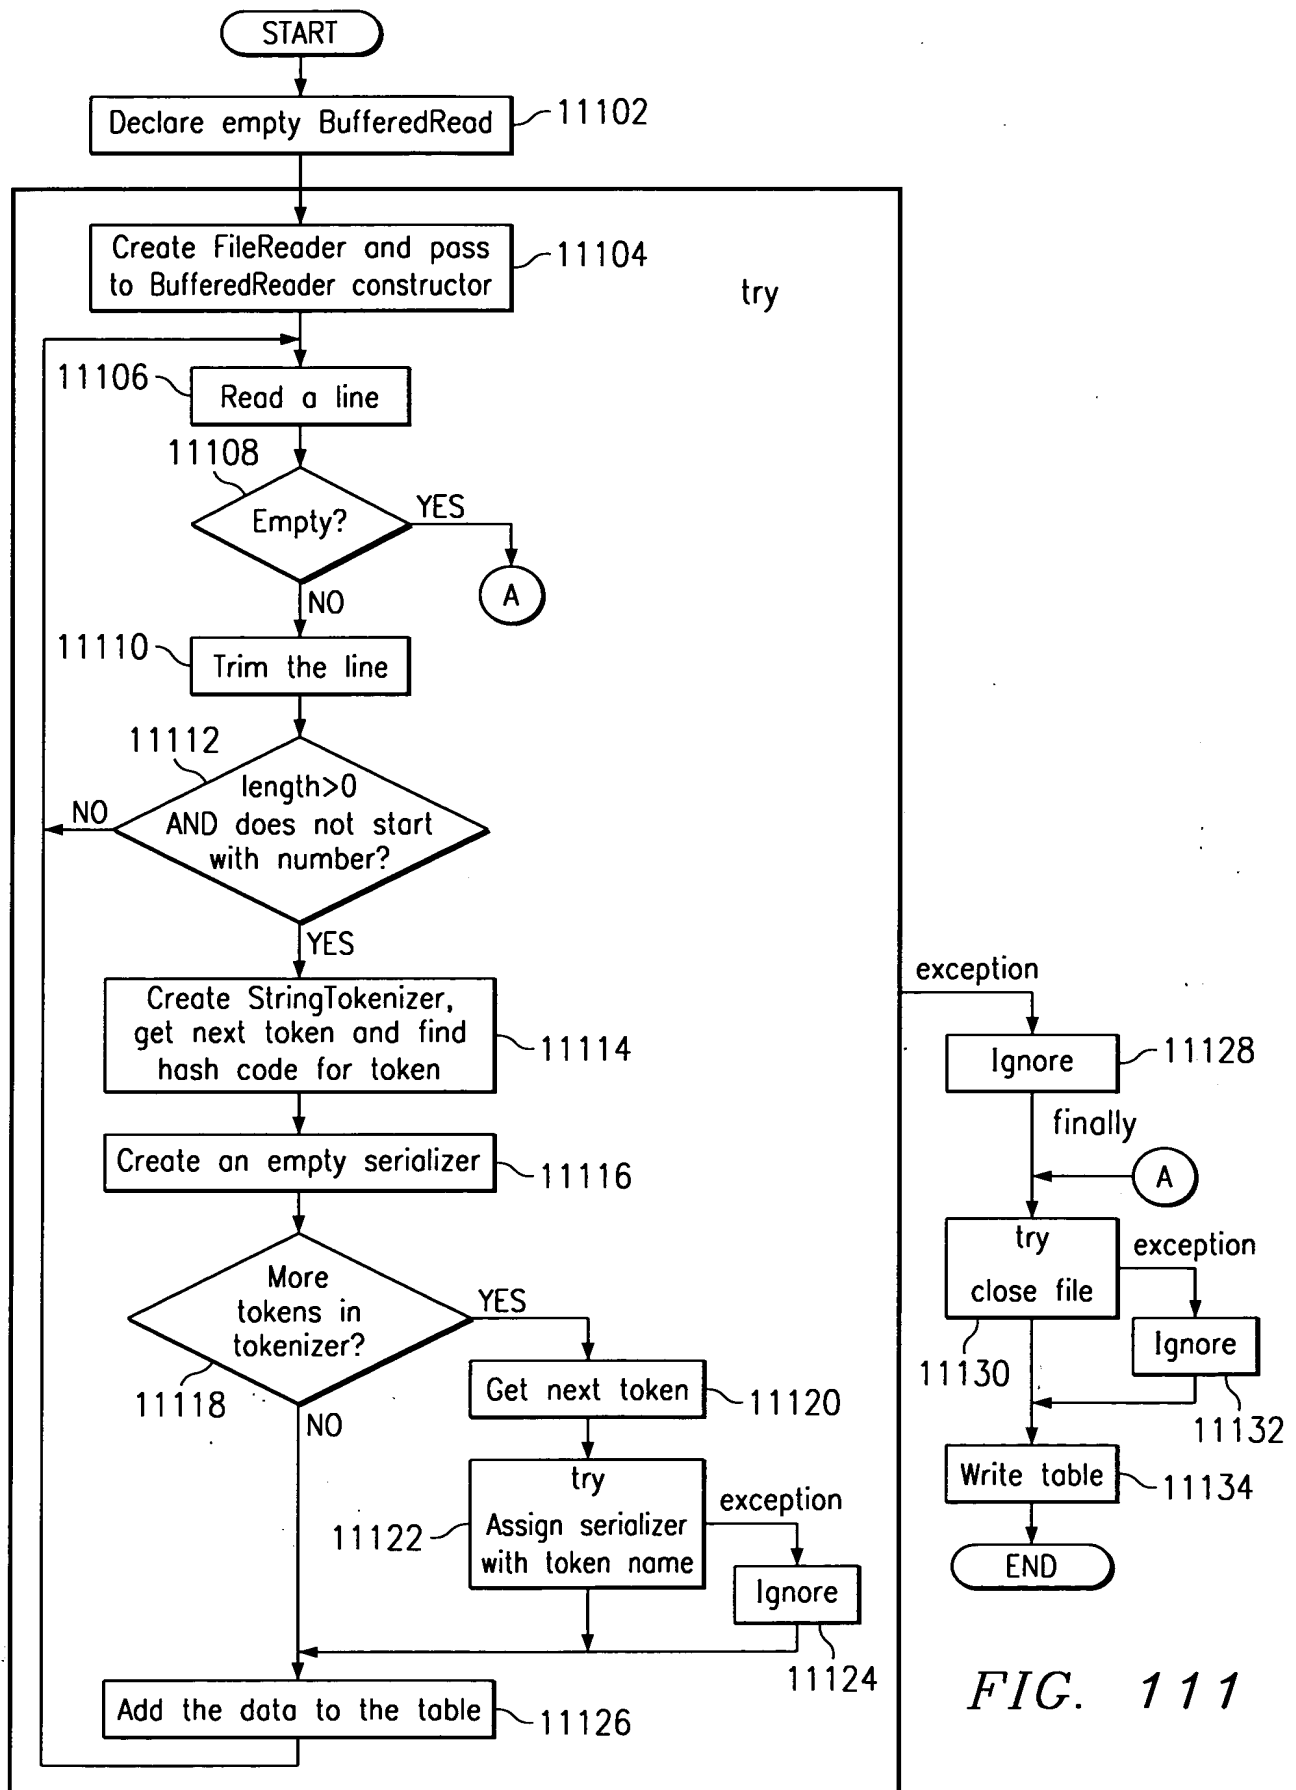 START
Declare empty BufferedRead
11102
Create FileReader and pass
to BufferedReader constructor
11104
try
11106
Read a line
11108
Empty?
YES
A
NO
11110
Trim the line
11112
length>0
AND does not start
with number?
NO
YES
Create StringTokenizer,
get next token and find
hash code for token
11114
Create an empty serializer
11116
More
tokens in
tokenizer?
YES
11118
NO
Get next token
11120
try
Assign serializer
with token name
11122
exception
Ignore
11124
Add the data to the table
11126
exception
Ignore
11128
finally
A
try
close file
exception
11130
Ignore
11132
Write table
11134
END
FIG. 111